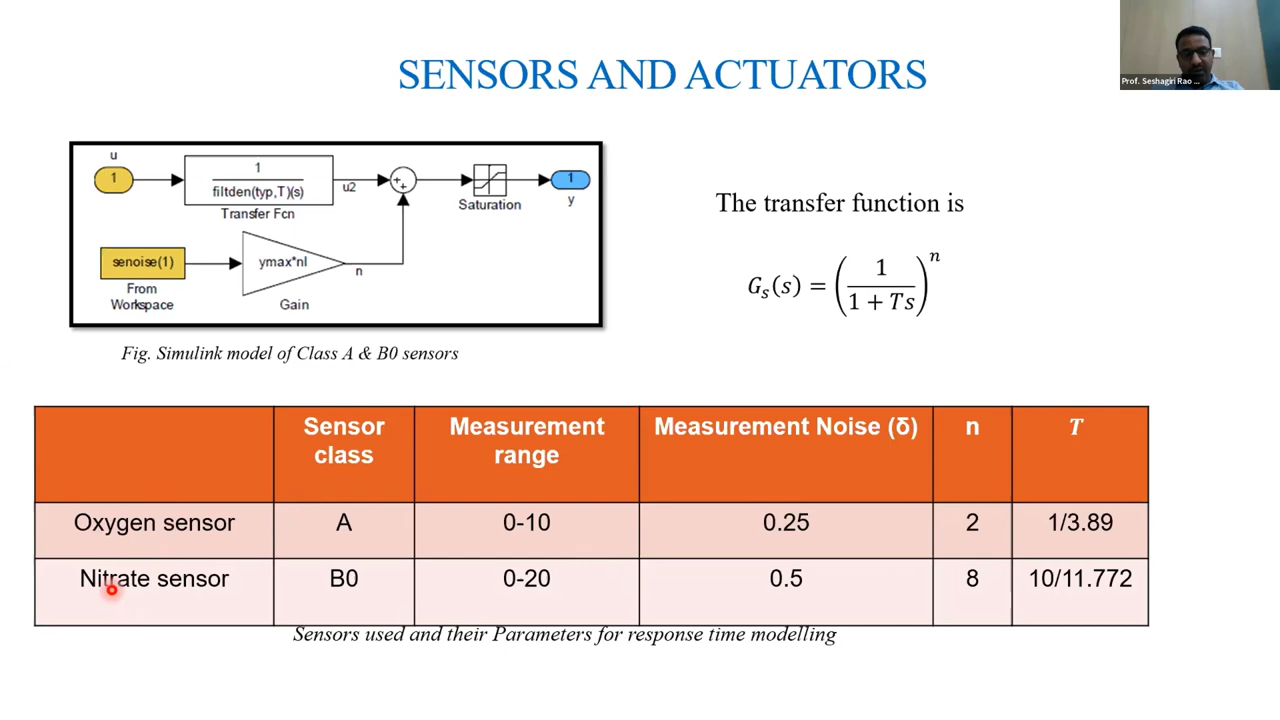 Prof. Seshagiri Rao ...
SENSORS AND ACTUATORS
u
1
1
filtden(typ,T)(s)
Transfer Fcn
u2
Saturation
1
y
senoise(1)
From
Workspace
ymax*nl
Gain
n
The transfer function is
G_s(s) = (1/(1 + Ts))^n
Fig. Simulink model of Class A & B0 sensors
Sensor class Measurement range Measurement Noise (δ) n T
Oxygen sensor A 0-10 0.25 2 1/3.89
Nitrate sensor B0 0-20 0.5 8 10/11.772
Sensors used and their Parameters for response time modelling